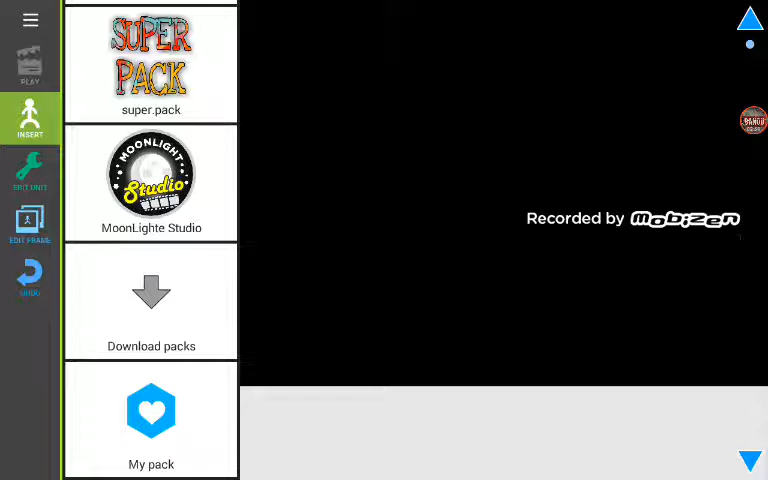 PLAY
INSERT
EDIT UNIT
EDIT FRAME
UNDO
SUPER
PACK
super.pack
MOONLIGHT
Studio
MoonLighte Studio
Download packs
My pack
Recorded by Mobizen